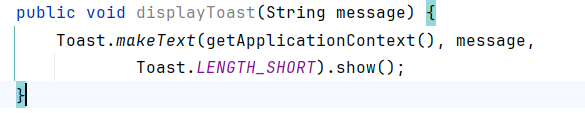 public void displayToast(String message) {
    Toast.makeText(getApplicationContext(), message,
            Toast.LENGTH_SHORT).show();
}